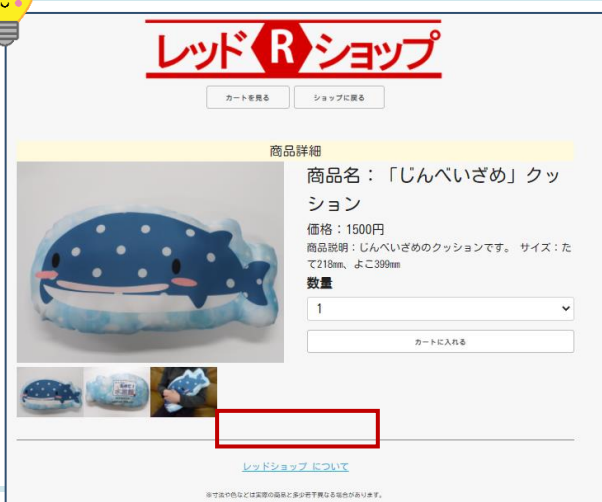 レッド R ショップ
カートを見る
ショップに戻る
商品詳細
商品名：「じんべいざめ」クッ
ション
価格：1500円
商品説明：じんべいざめのクッションです。 サイズ：た
て218㎜、よこ399㎜
数量
1
カートに入れる
レッドショップ について
※寸法や色などは実際の商品と多少若干異なる場合があります。